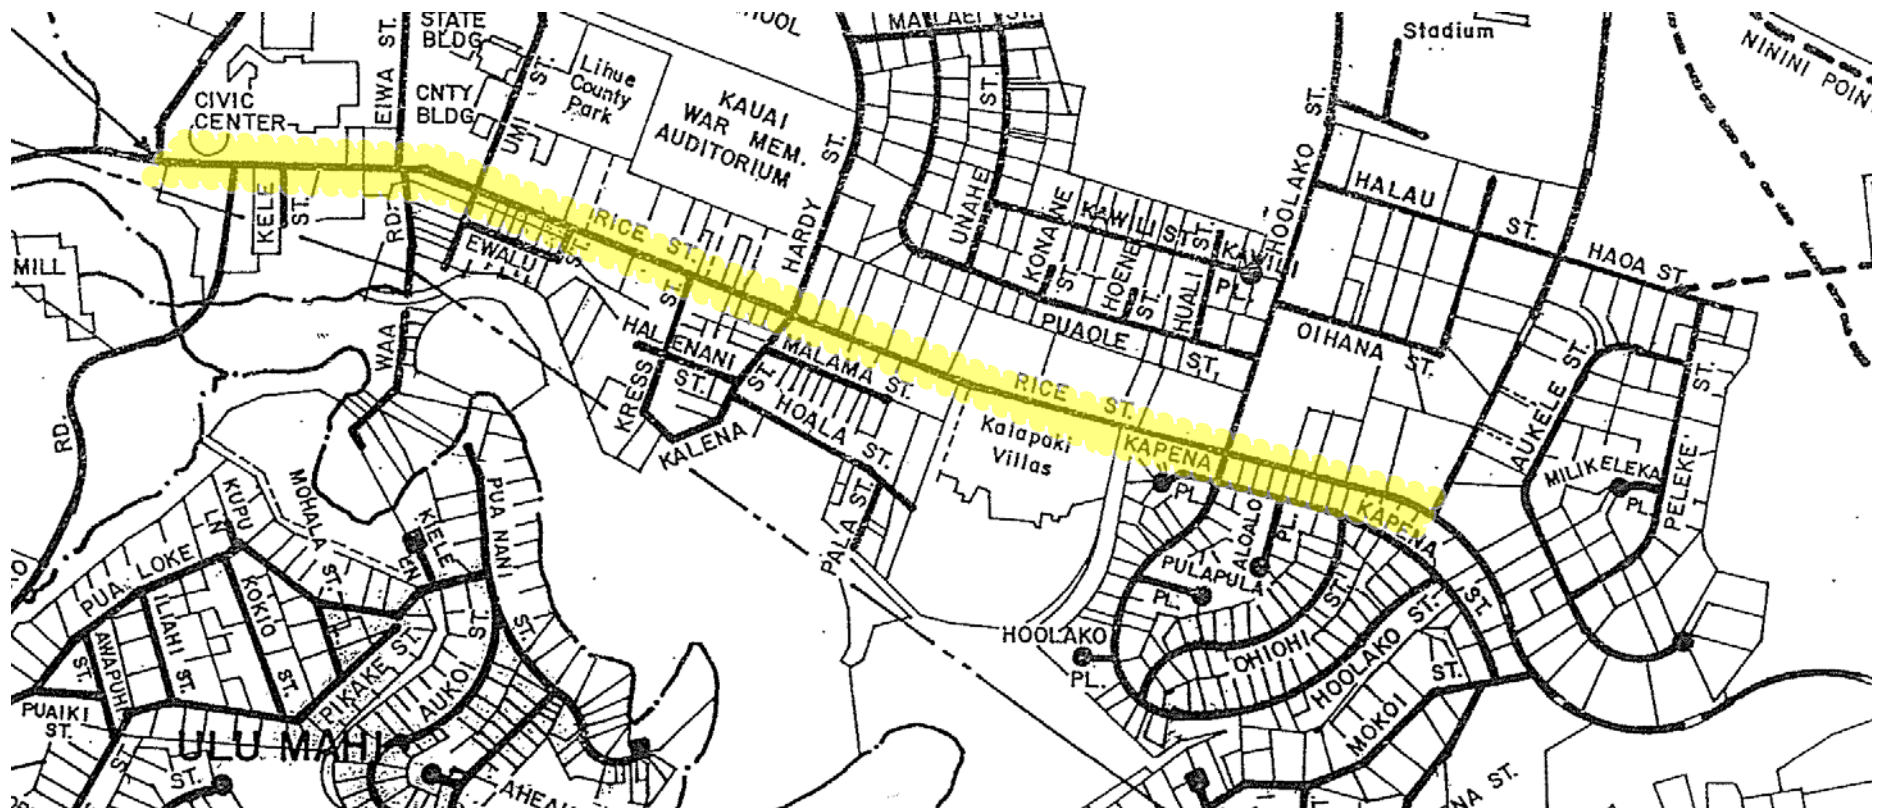 STATE
BLDG
EIWA ST.
CIVIC
CENTER
CNTY
BLDG
UMI
ST.
Lihue
County
Park
KAUAI
WAR MEM.
AUDITORIUM
HARDY
ST.
ST.
UNAHE
ST.
Stadium
NININI
HOOLAKO
ST.
HALAU
ST.
HAOA ST.
KELE
ST.
RD.
WAA
EWALU
ST.
RICE ST.
KONANE
ST.
KAWILI ST.
HOENE
ST.
HUALI
ST.
KAWILI
PL.
MILL
HALENANI
ST.
KRESS
ST.
MALAMA ST.
KALENA
ST.
HOALA ST.
PUAOLE
ST.
OIHANA
ST.
RICE ST.
Kalapaki
Villas
KAPENA
PL.
AUKELE ST.
MILIKELEKA
PL.
PELEKE
ST.
RD.
PALA ST.
KAPENA
ST.
ALOALO
PL.
PULAPULA
PL.
KUPU
LN
MOHALA
ST.
KIELE
PUA NANI
ST.
PUA LOKE
KOKIO
ST.
ILIAHI
ST.
AWAPUHI
ST.
PIKAKE ST.
AUKOI
ST.
PUAIKI
ST.
HOOLAKO
PL.
OHIOHI
ST.
HOOLAKO ST.
MOKOI
ST.
ULU MAHI
ST.
ST.